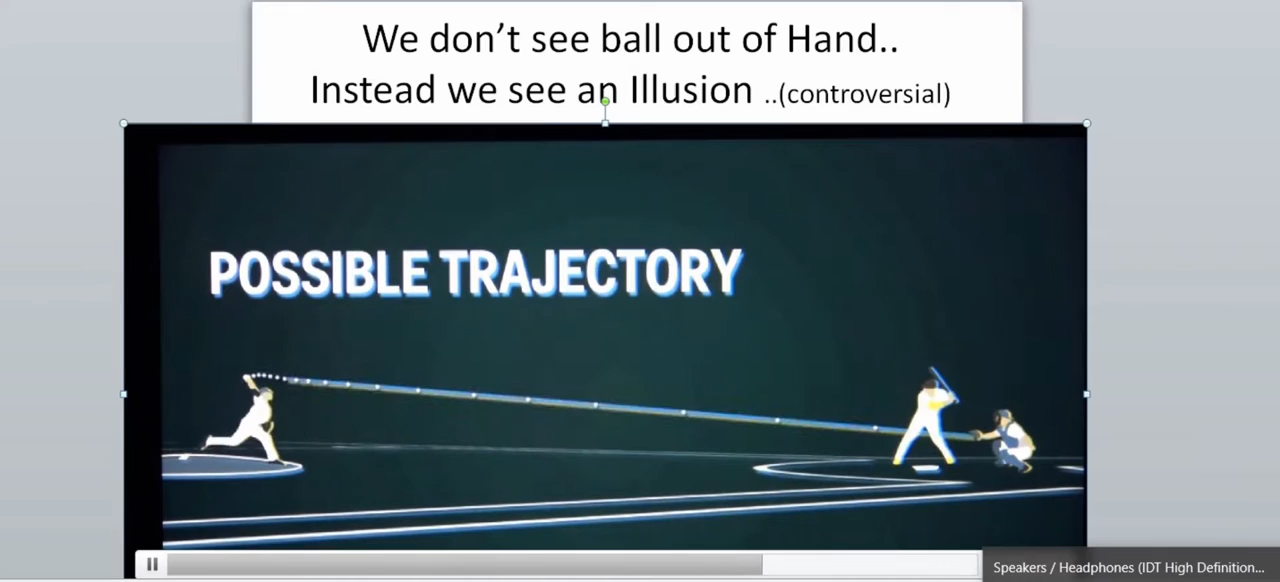 We don't see ball out of Hand..
Instead we see an Illusion ..(controversial)
POSSIBLE TRAJECTORY
Speakers / Headphones (IDT High Definition...